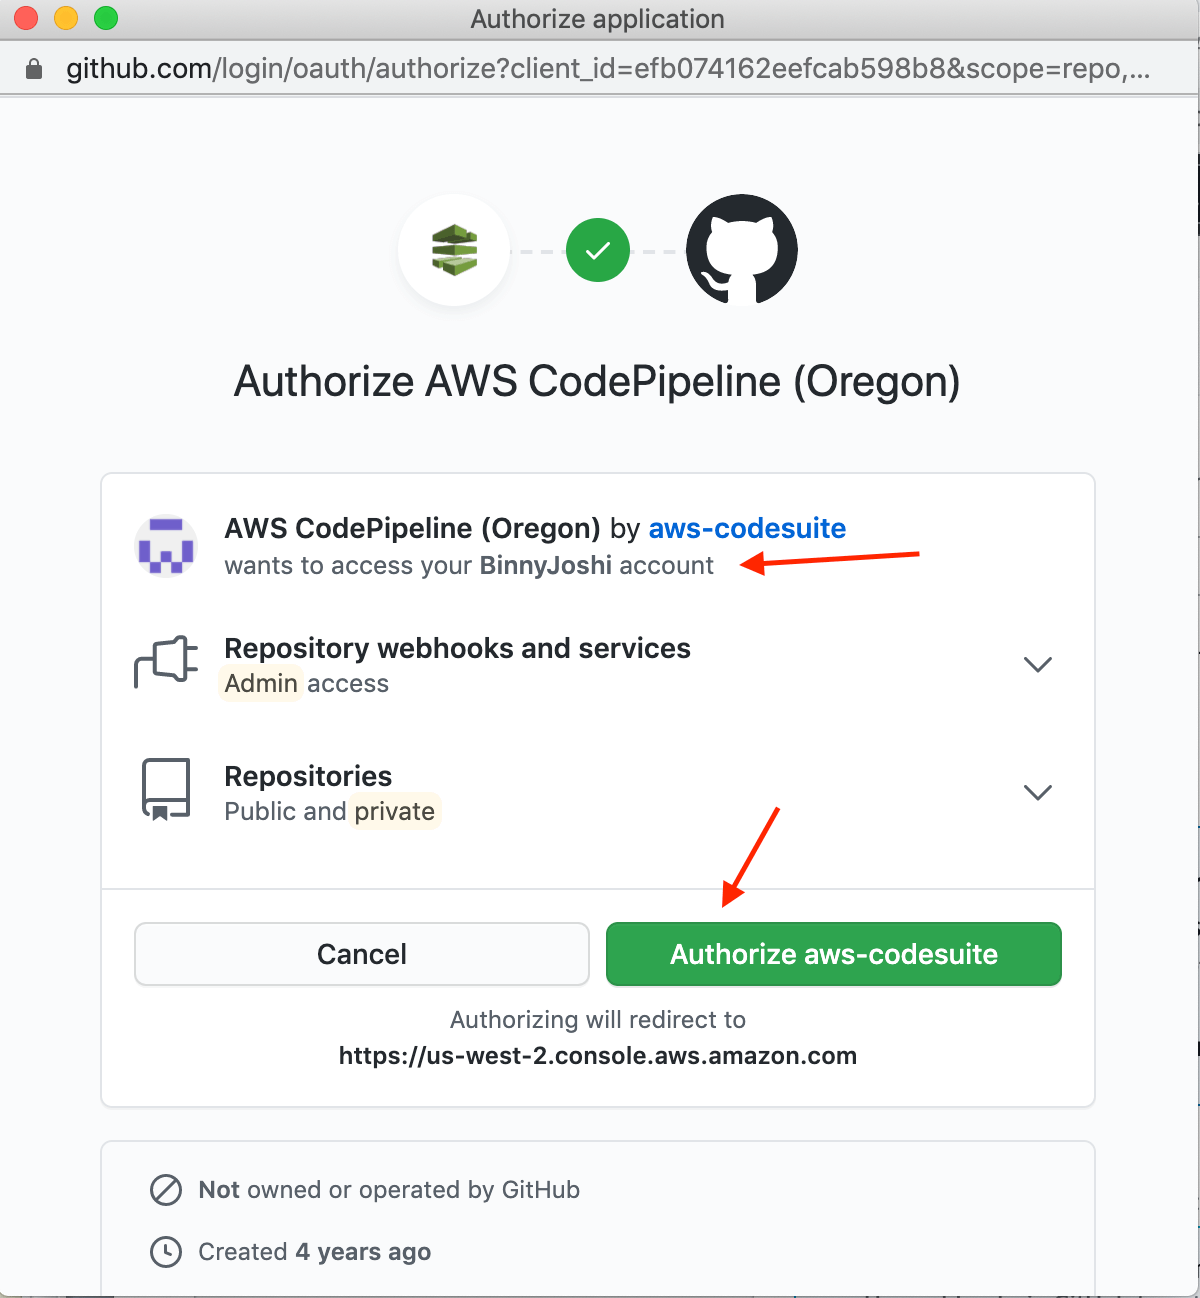 Authorize application
github.com/login/oauth/authorize?client_id=efb074162eefcab598b8&scope=repo,...
Authorize AWS CodePipeline (Oregon)
AWS CodePipeline (Oregon) by aws-codesuite
wants to access your BinnyJoshi account
Repository webhooks and services
Admin access
Repositories
Public and private
Cancel
Authorize aws-codesuite
Authorizing will redirect to
https://us-west-2.console.aws.amazon.com
Not owned or operated by GitHub
Created 4 years ago